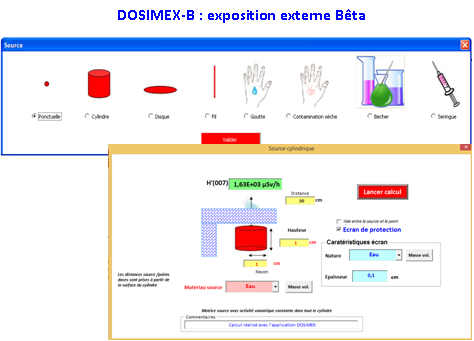 DOSIMEX-B : exposition externe Bêta
Source
Ponctuelle
Cylindre
Disque
Fil
Goutte
Contamination sèche
Becher
Seringue
Valider
Source cylindrique
H'(007)
1,63E+03 µSv/h
Distance
30 cm
Lancer calcul
Vide entre la source et le point
Ecran de protection
Hauteur
1 cm
Caratéristiques écran
Nature
Eau
Masse vol.
Epaisseur
0,1 cm
1 cm
Rayon
Les distances source /points
doses sont prises à partir de
la surface du cylindre
Matériau source
Eau
Masse vol.
Matrice source avec activité volumique constante dans tout le cylindre
Commentaires
Calcul réalisé avec l'application DOSIMEX